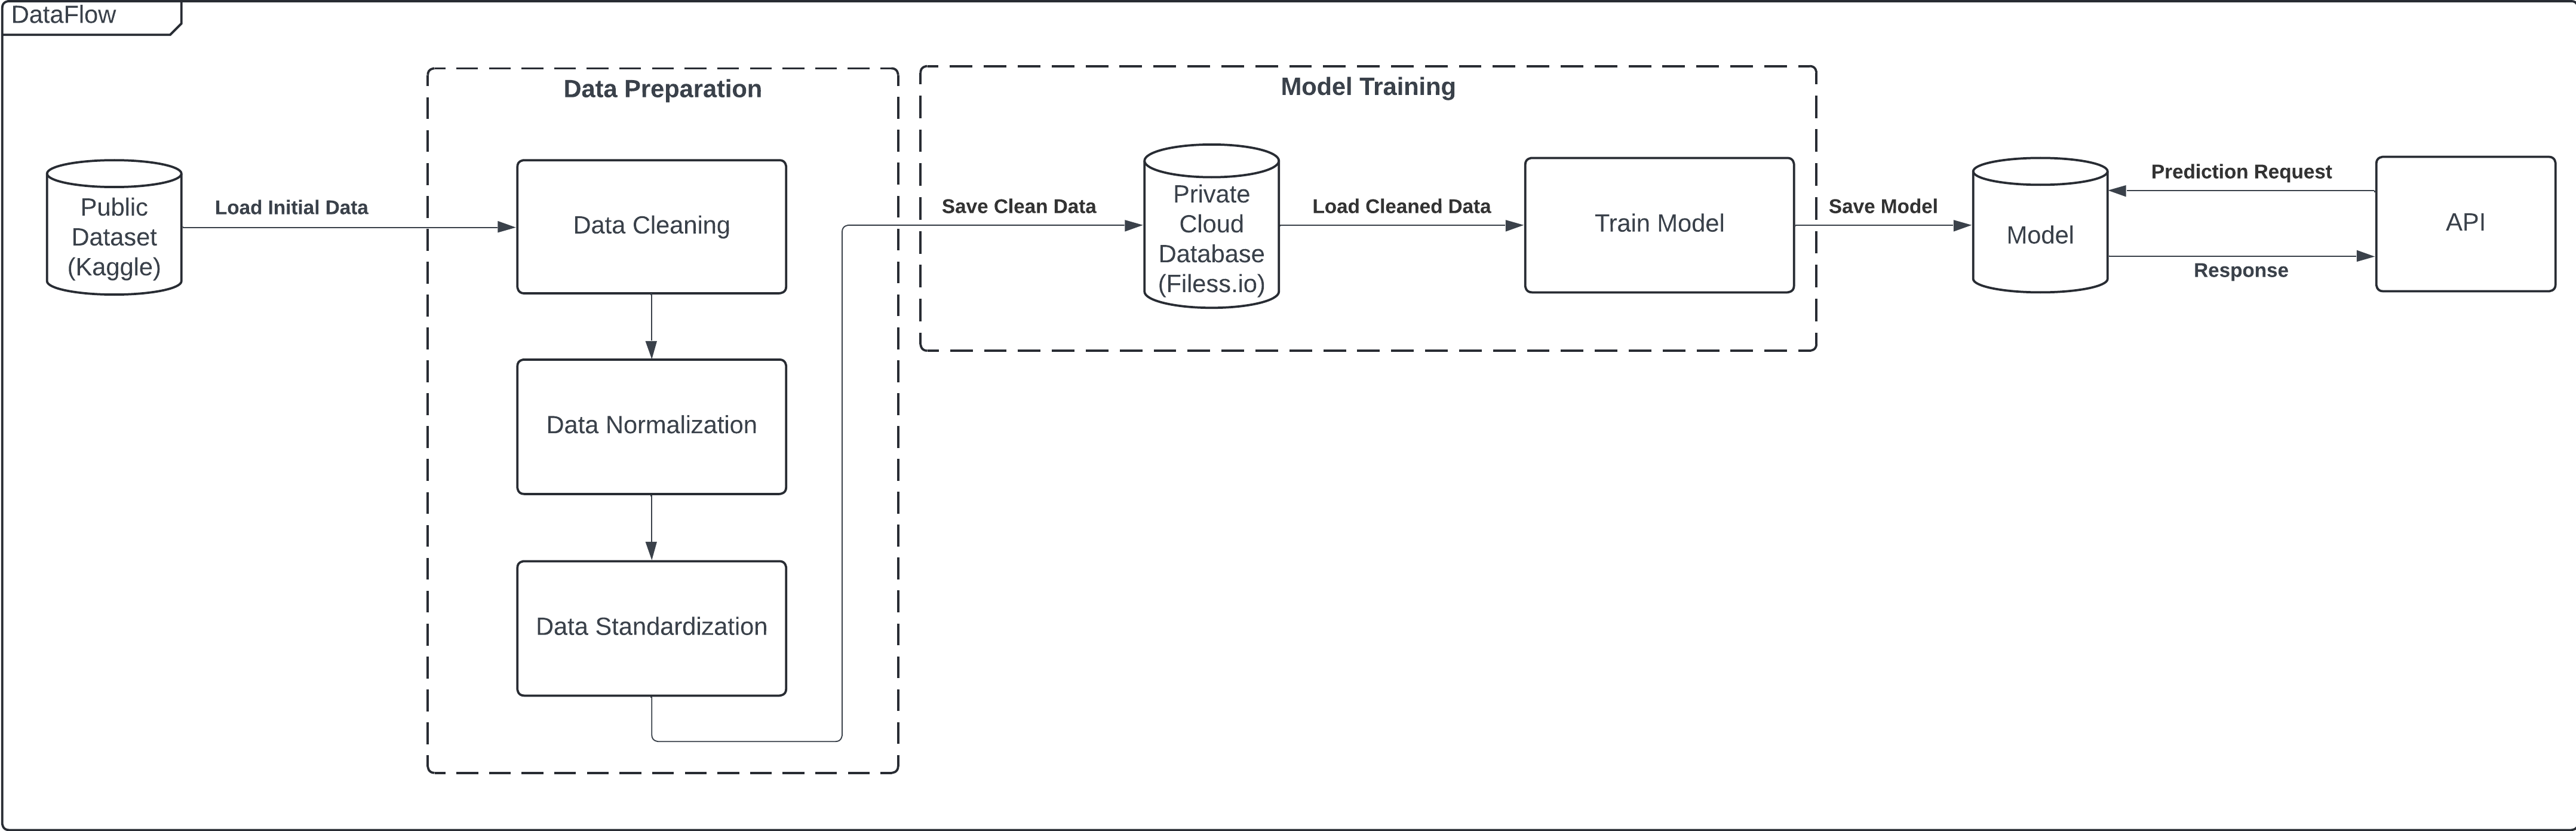 DataFlow
Data Preparation
Model Training
Public
Dataset
(Kaggle)
Load Initial Data
Data Cleaning
Data Normalization
Data Standardization
Save Clean Data
Private
Cloud
Database
(Filess.io)
Load Cleaned Data
Train Model
Save Model
Model
Prediction Request
Response
API